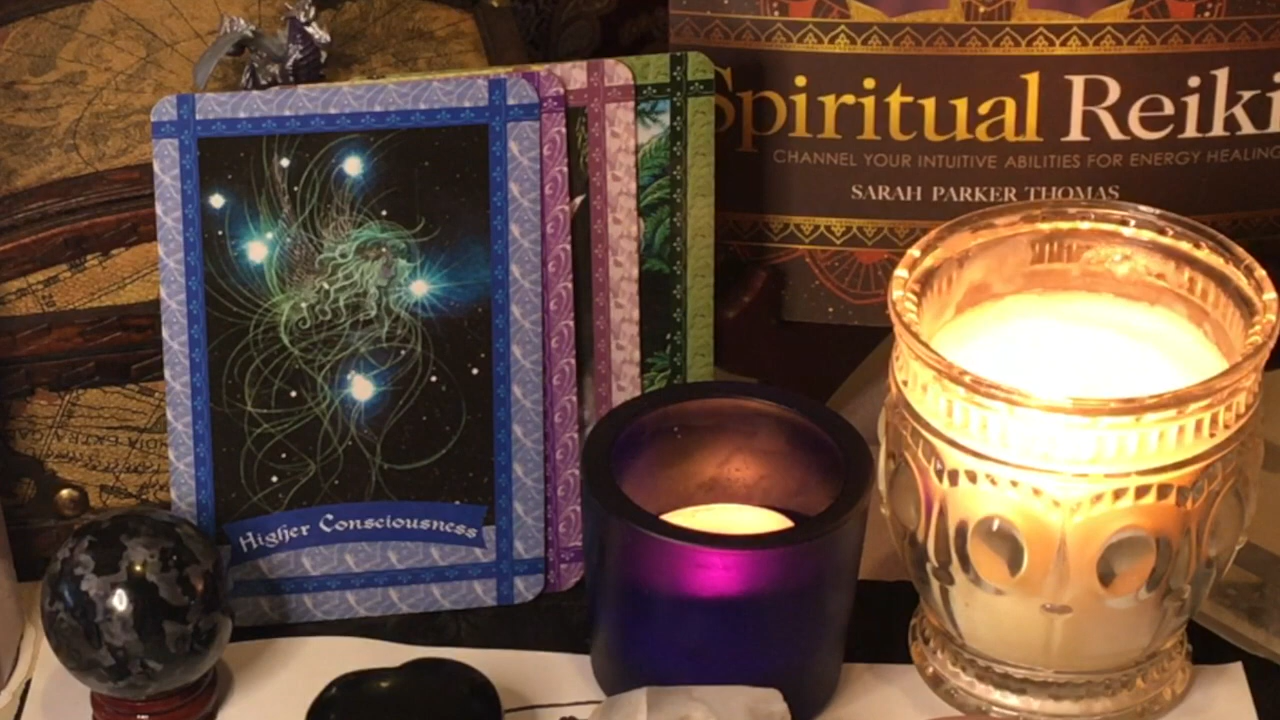 Spiritual Reiki
CHANNEL YOUR INTUITIVE ABILITIES FOR ENERGY HEALING
SARAH PARKER THOMAS
Higher Consciousness